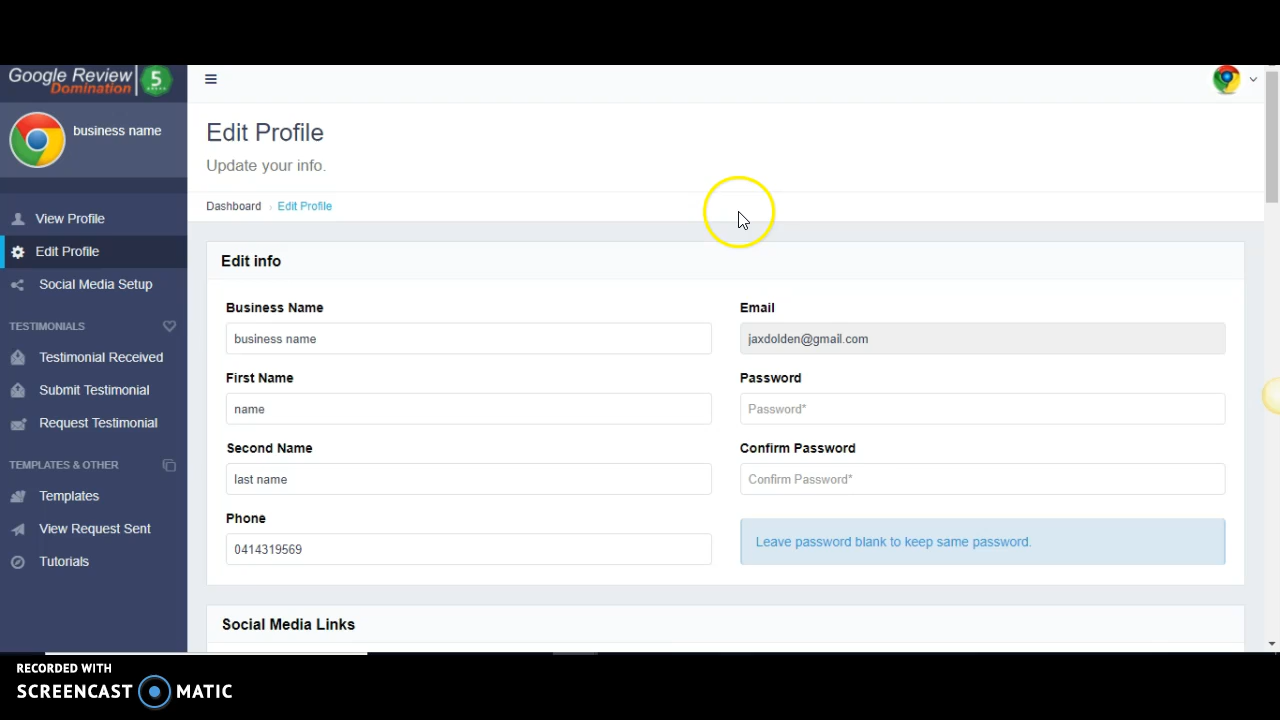 Google Review
Domination
5
business name
View Profile
Edit Profile
Social Media Setup
TESTIMONIALS
Testimonial Received
Submit Testimonial
Request Testimonial
TEMPLATES & OTHER
Templates
View Request Sent
Tutorials
Edit Profile
Update your info.
Dashboard › Edit Profile
Edit info
Business Name
business name
First Name
name
Second Name
last name
Phone
0414319569
Email
jaxdolden@gmail.com
Password
Password*
Confirm Password
Confirm Password*
Leave password blank to keep same password.
Social Media Links
RECORDED WITH
SCREENCAST MATIC